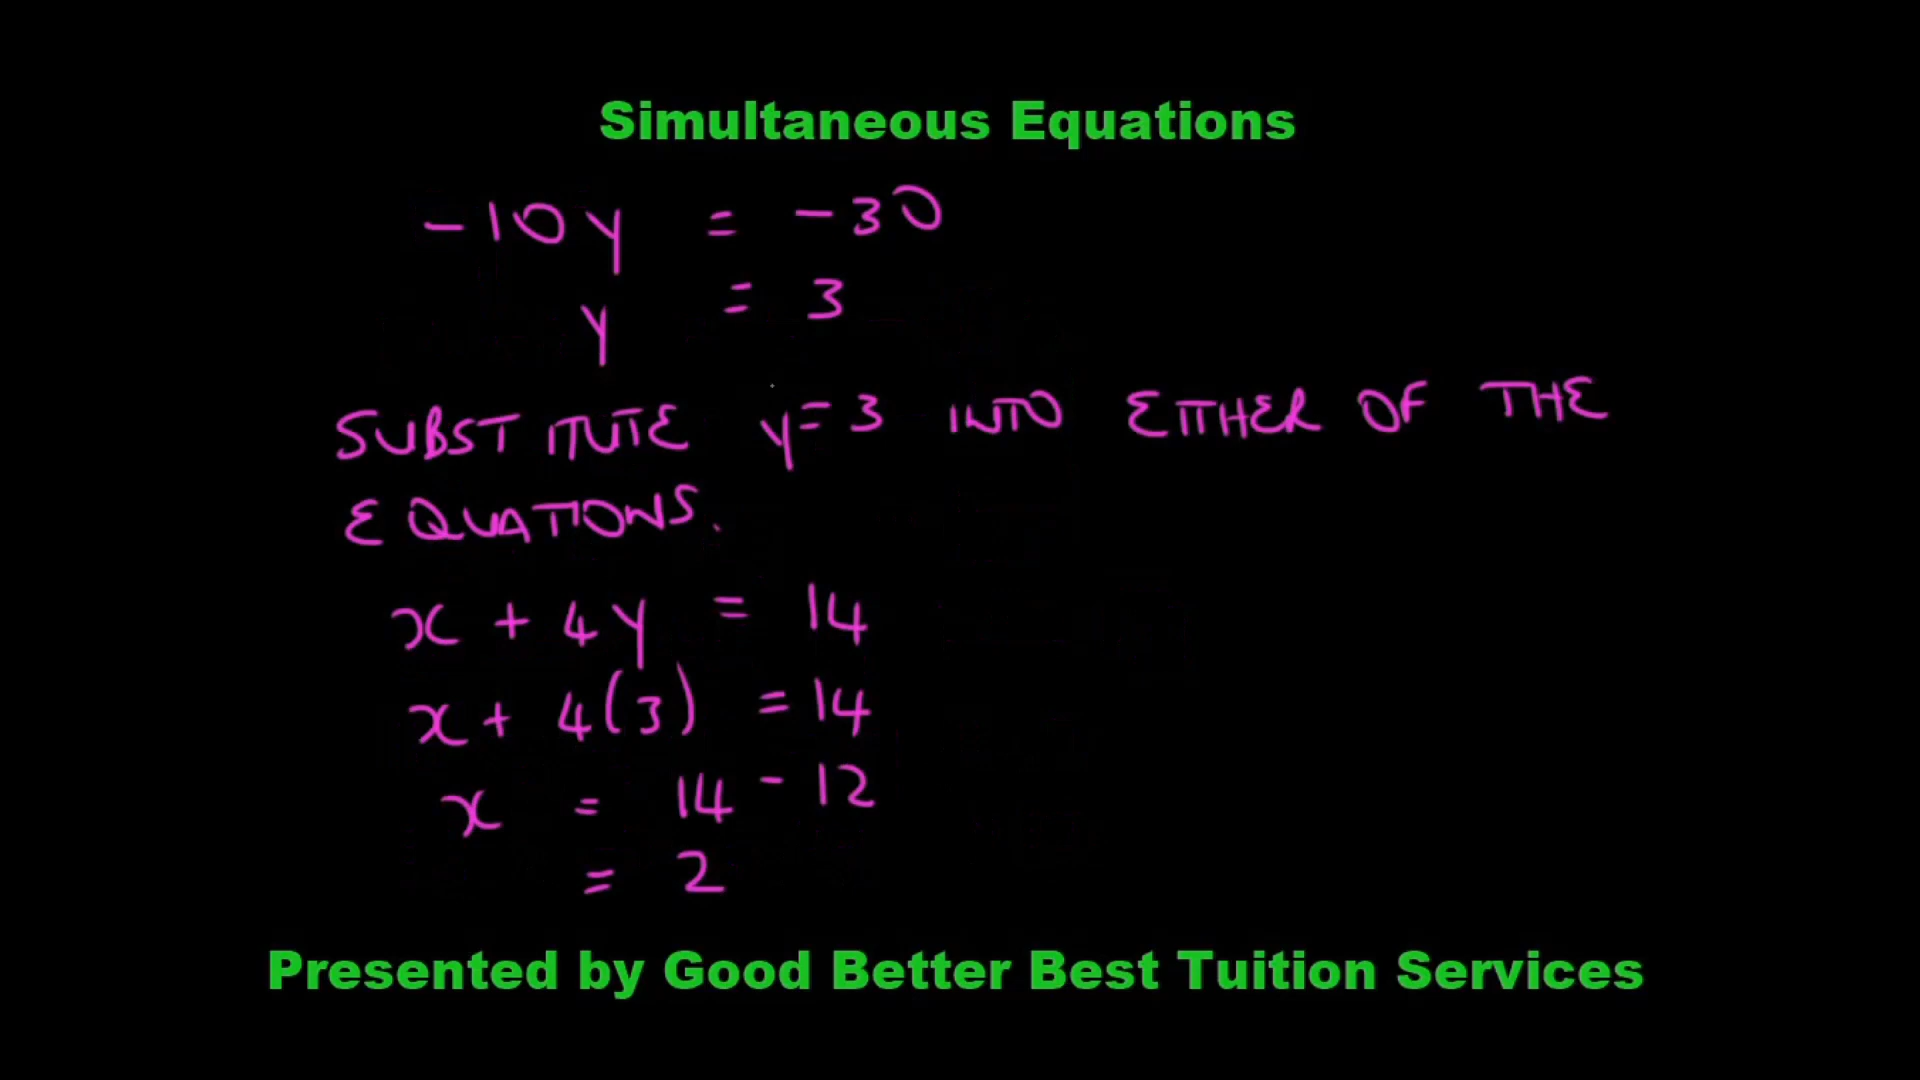 Simultaneous Equations
-10y = -30
y = 3
SUBSTITUTE y=3 INTO EITHER OF THE
EQUATIONS.
x + 4y = 14
x + 4(3) = 14
x = 14 - 12
= 2
Presented by Good Better Best Tuition Services